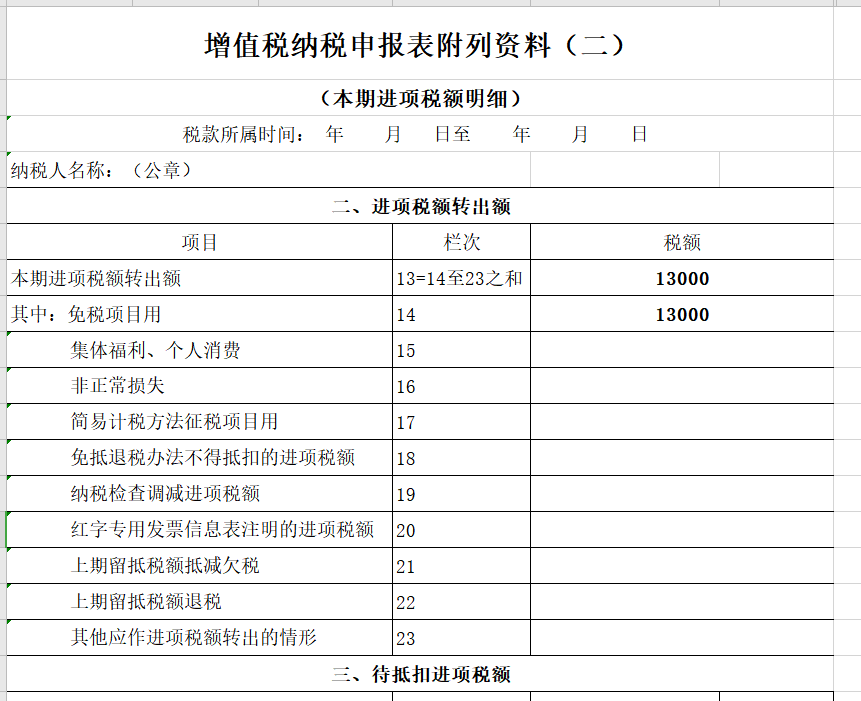 增值税纳税申报表附列资料（二）
（本期进项税额明细）
税款所属时间： 年 月 日至 年 月 日
纳税人名称：（公章）
二、进项税额转出额
项目 栏次 税额
本期进项税额转出额 13=14至23之和 13000
其中：免税项目用 14 13000
集体福利、个人消费 15
非正常损失 16
简易计税方法征税项目用 17
免抵退税办法不得抵扣的进项税额 18
纳税检查调减进项税额 19
红字专用发票信息表注明的进项税额 20
上期留抵税额抵减欠税 21
上期留抵税额退税 22
其他应作进项税额转出的情形 23
三、待抵扣进项税额